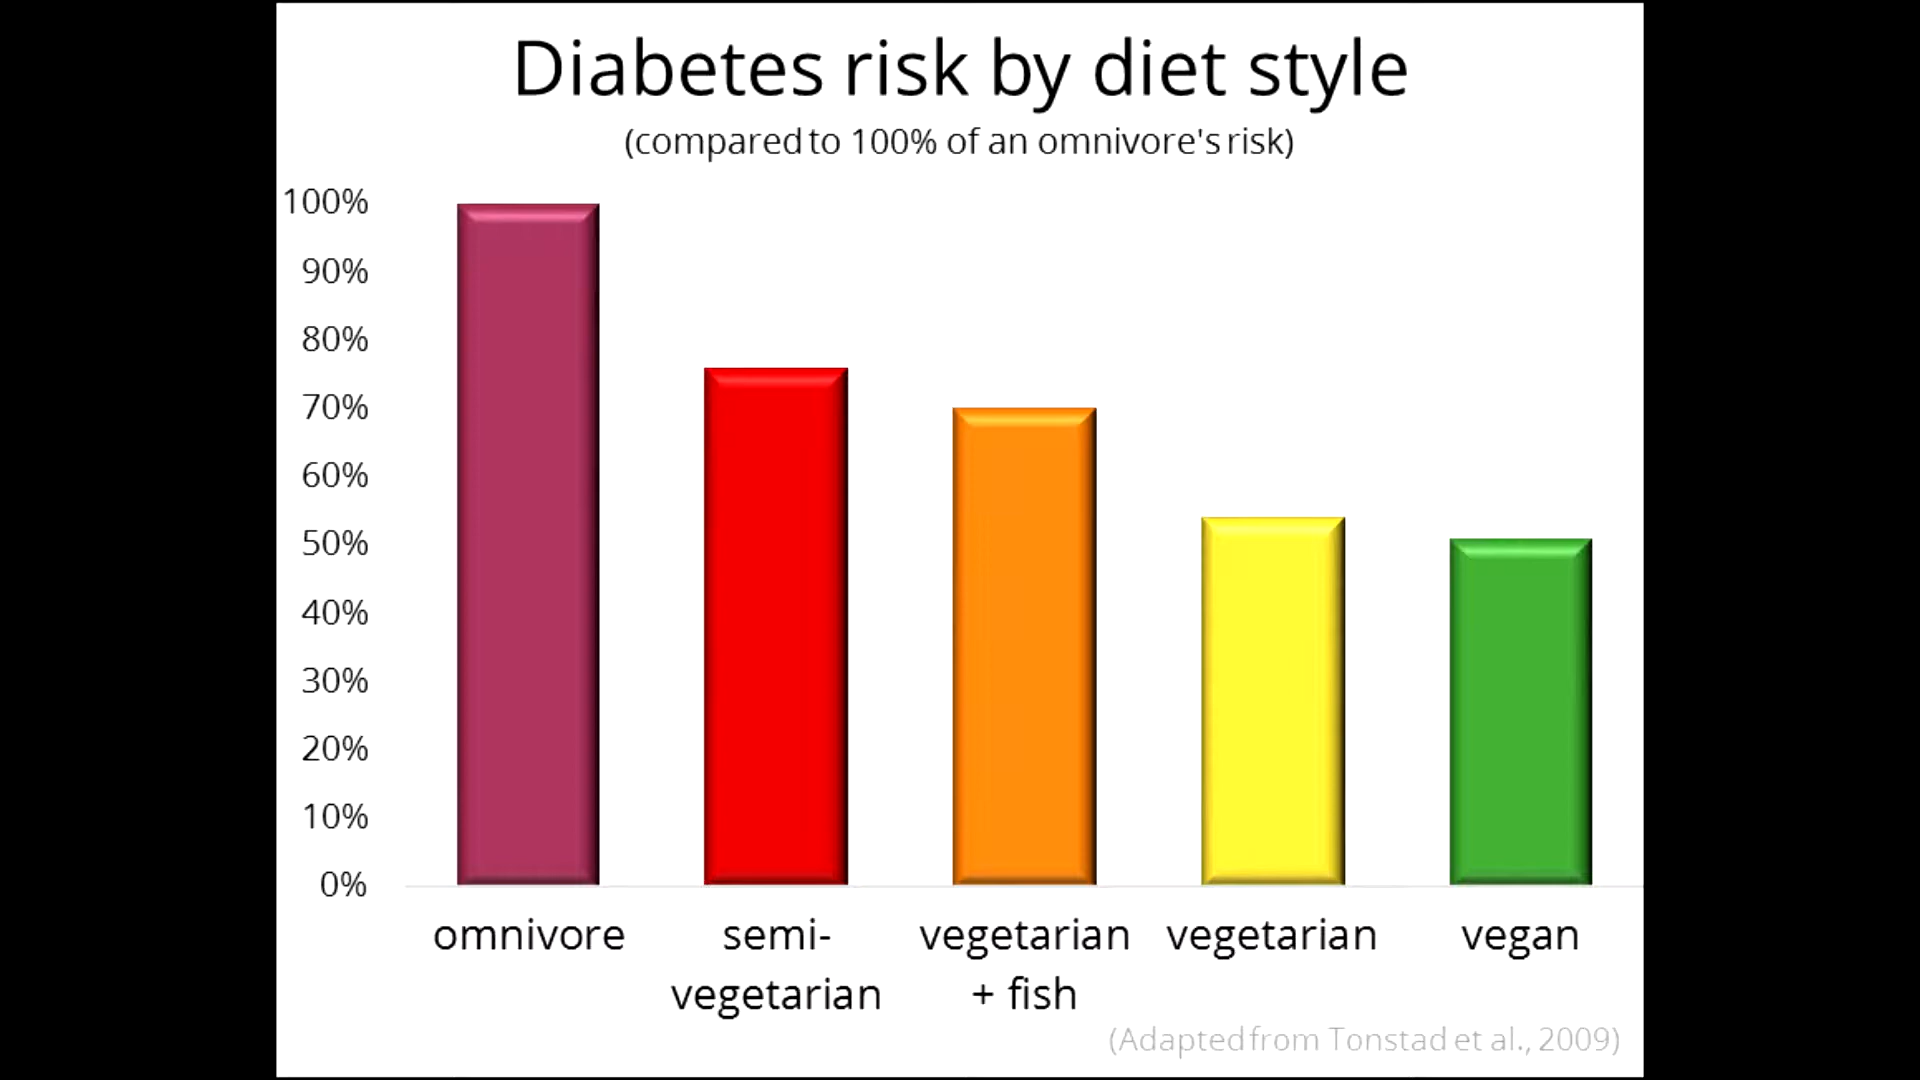 Diabetes risk by diet style
(compared to 100% of an omnivore's risk)
100%
90%
80%
70%
60%
50%
40%
30%
20%
10%
0%
omnivore
semi-
vegetarian
vegetarian
+ fish
vegetarian
vegan
(Adapted from Tonstad et al., 2009)